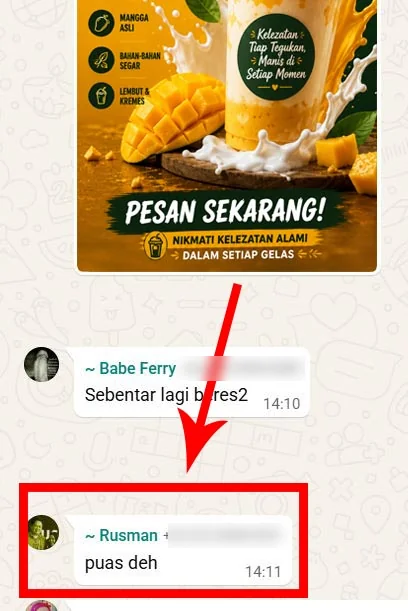 MANGGA
ASLI
BAHAN-BAHAN
SEGAR
LEMBUT &
KREMES
Kelezatan
Tiap Tegukan,
Manis di
Setiap Momen
PESAN SEKARANG!
NIKMATI KELEZATAN ALAMI
DALAM SETIAP GELAS
~ Babe Ferry
Sebentar lagi beres2
14:10
~ Rusman +
puas deh
14:11